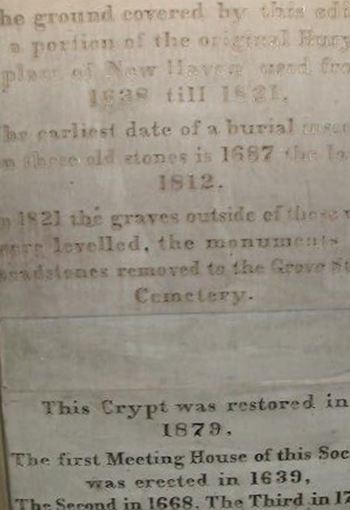 he ground covered by this edi
a portion of the original Bury
place of New Haven used fro
1638 till 1821.
he earliest date of a burial inscr
n these old stones is 1687 the la
1812.
n 1821 the graves outside of these w
were levelled, the monuments
eadstones removed to the Grove St
Cemetery.
This Crypt was restored in
1879.
The first Meeting House of this Soc
was erected in 1639,
The Second in 1668. The Third in 17